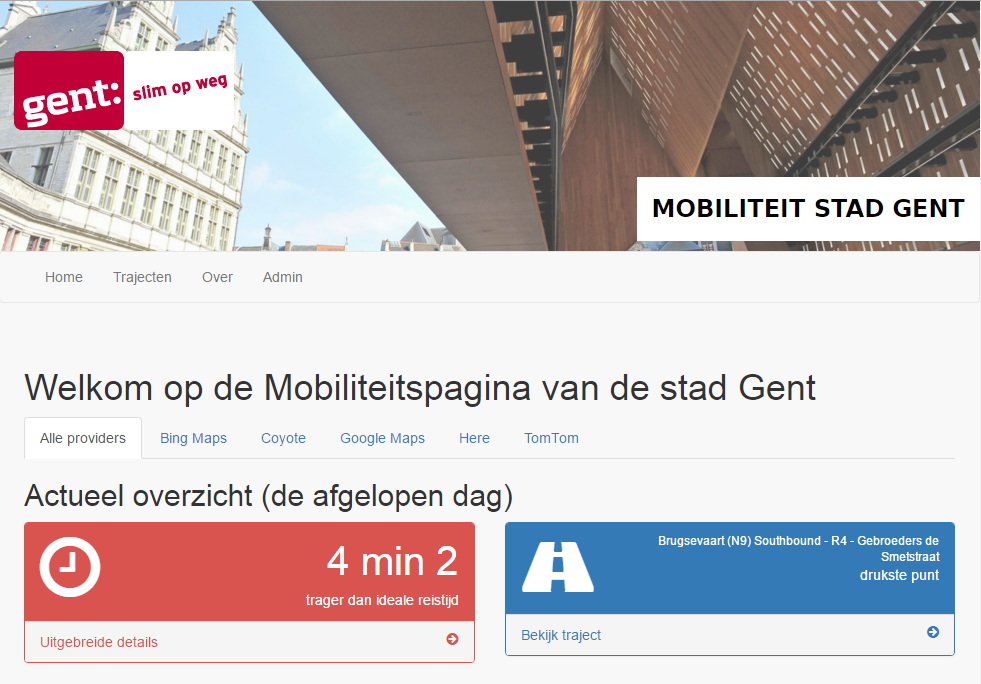 gent:
slim op weg
MOBILITEIT STAD GENT
Home Trajecten Over Admin
Welkom op de Mobiliteitspagina van de stad Gent
Alle providers Bing Maps Coyote Google Maps Here TomTom
Actueel overzicht (de afgelopen dag)
4 min 2
trager dan ideale reistijd
Uitgebreide details
Brugsevaart (N9) Southbound - R4 - Gebroeders de
Smetstraat
drukste punt
Bekijk traject